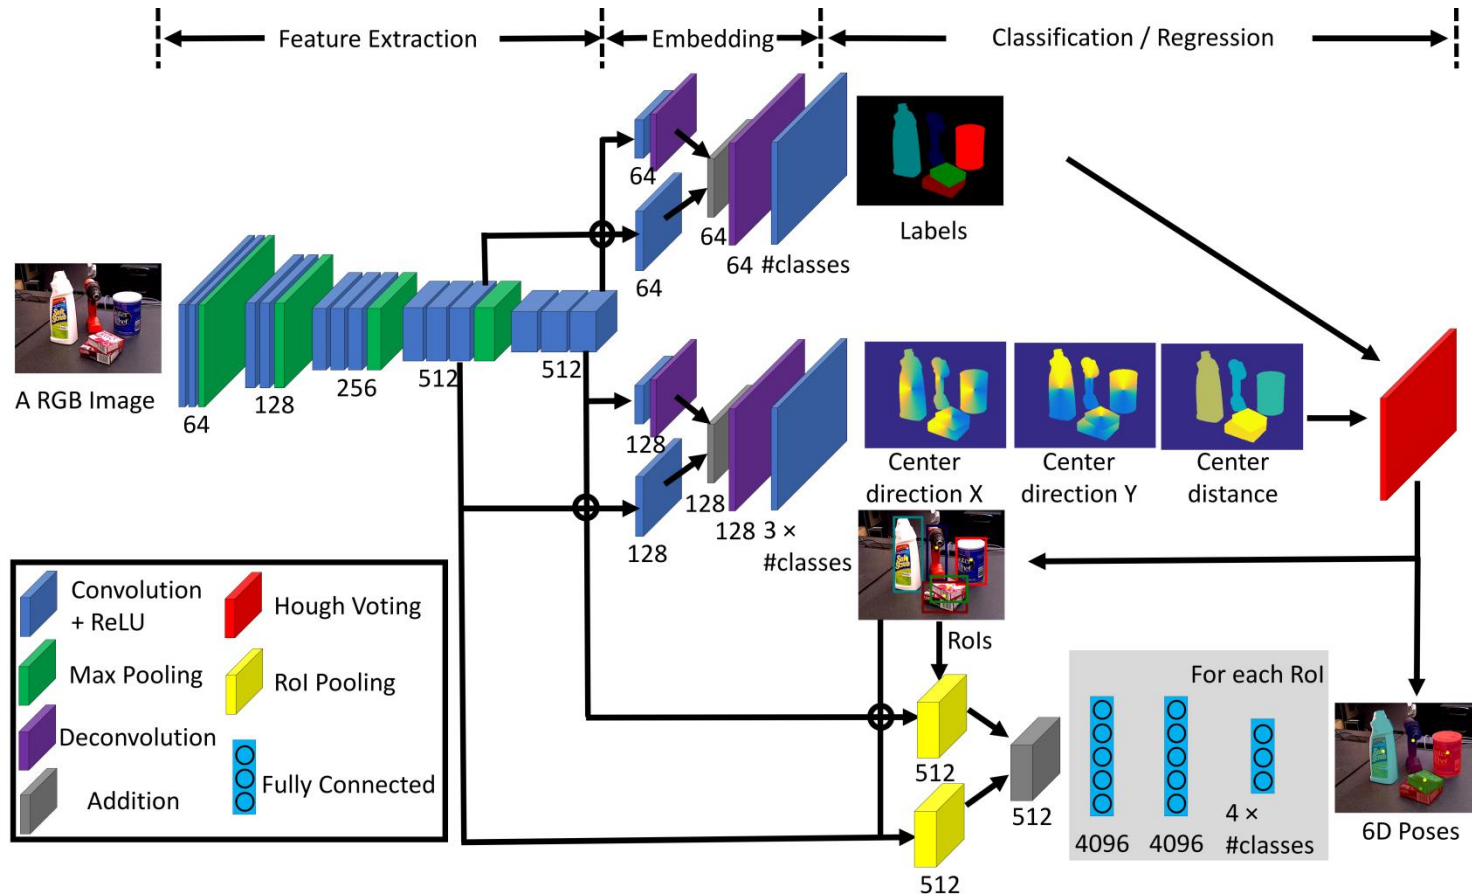 Feature Extraction
Embedding
Classification / Regression
64
64
64
64 #classes
Labels
A RGB Image
64
128
256
512
512
128
128
128
128
3 ×
#classes
Center
direction X
Center
direction Y
Center
distance
Convolution
+ ReLU
Max Pooling
Deconvolution
Addition
Hough Voting
RoI Pooling
Fully Connected
RoIs
512
512
512
For each RoI
4096
4096
4 ×
#classes
6D Poses